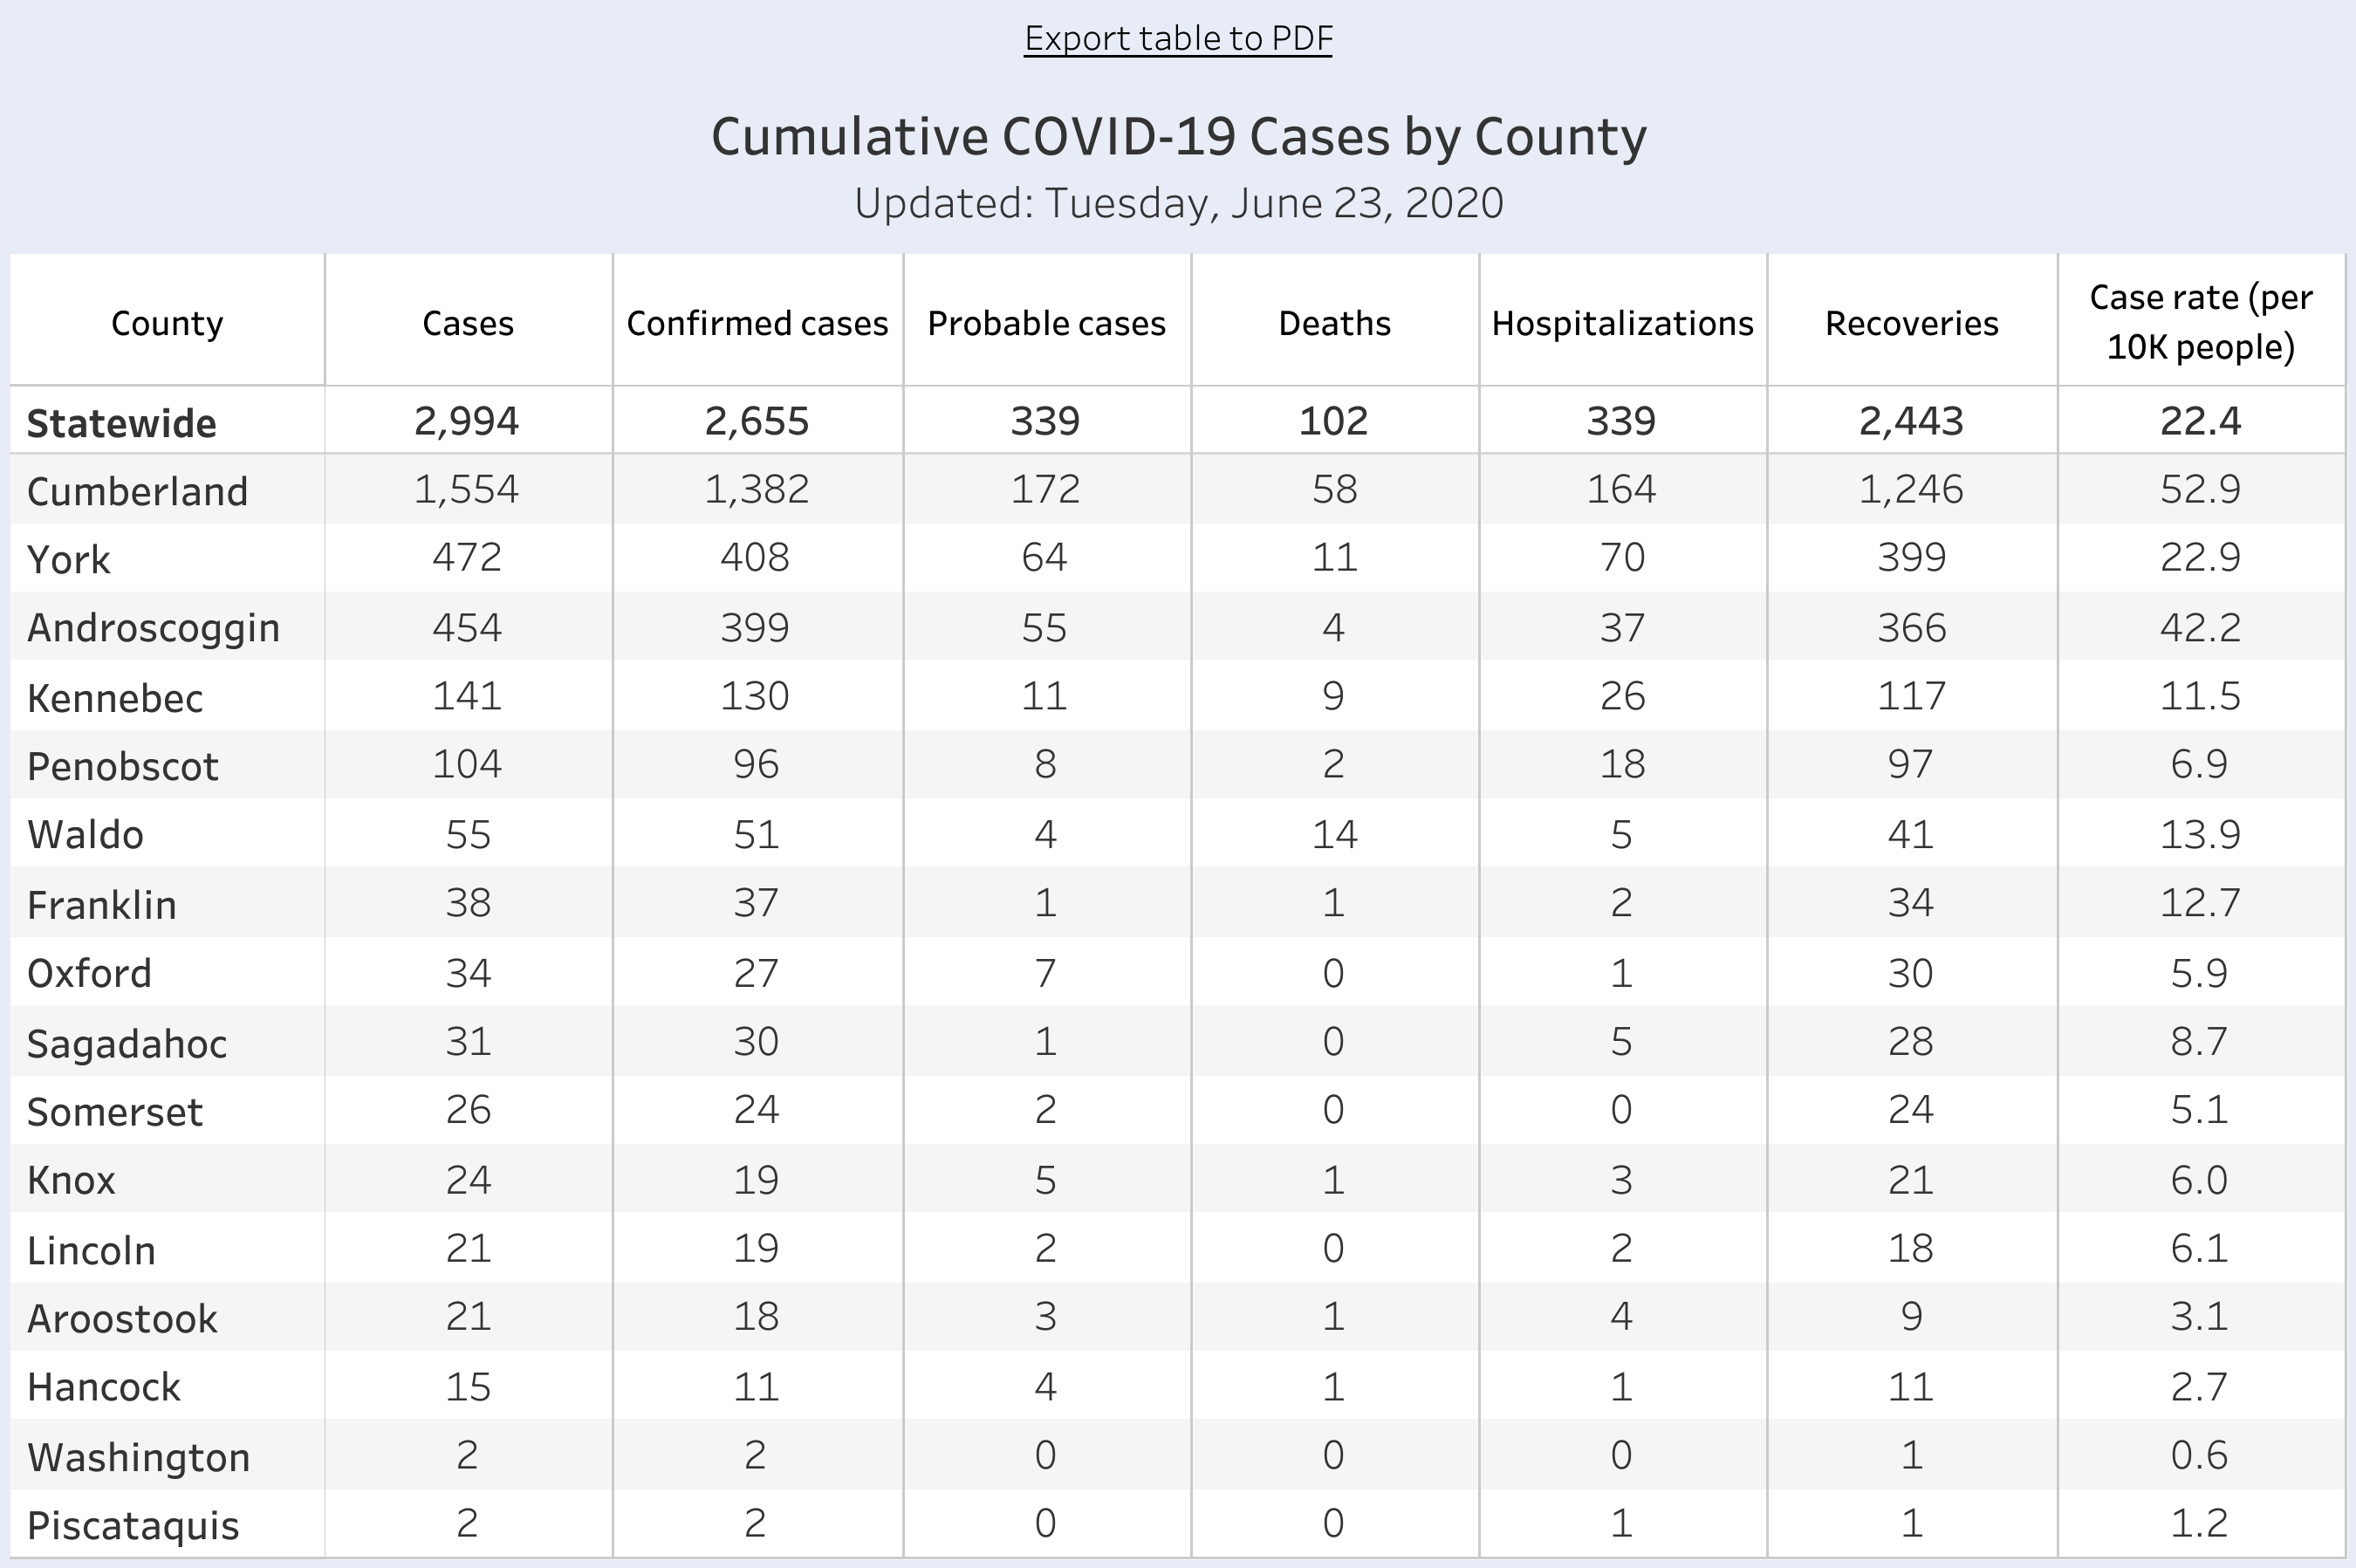 Export table to PDF
Cumulative COVID-19 Cases by County
Updated: Tuesday, June 23, 2020
County Cases Confirmed cases Probable cases Deaths Hospitalizations Recoveries Case rate (per 10K people)
Statewide 2,994 2,655 339 102 339 2,443 22.4
Cumberland 1,554 1,382 172 58 164 1,246 52.9
York 472 408 64 11 70 399 22.9
Androscoggin 454 399 55 4 37 366 42.2
Kennebec 141 130 11 9 26 117 11.5
Penobscot 104 96 8 2 18 97 6.9
Waldo 55 51 4 14 5 41 13.9
Franklin 38 37 1 1 2 34 12.7
Oxford 34 27 7 0 1 30 5.9
Sagadahoc 31 30 1 0 5 28 8.7
Somerset 26 24 2 0 0 24 5.1
Knox 24 19 5 1 3 21 6.0
Lincoln 21 19 2 0 2 18 6.1
Aroostook 21 18 3 1 4 9 3.1
Hancock 15 11 4 1 1 11 2.7
Washington 2 2 0 0 0 1 0.6
Piscataquis 2 2 0 0 1 1 1.2